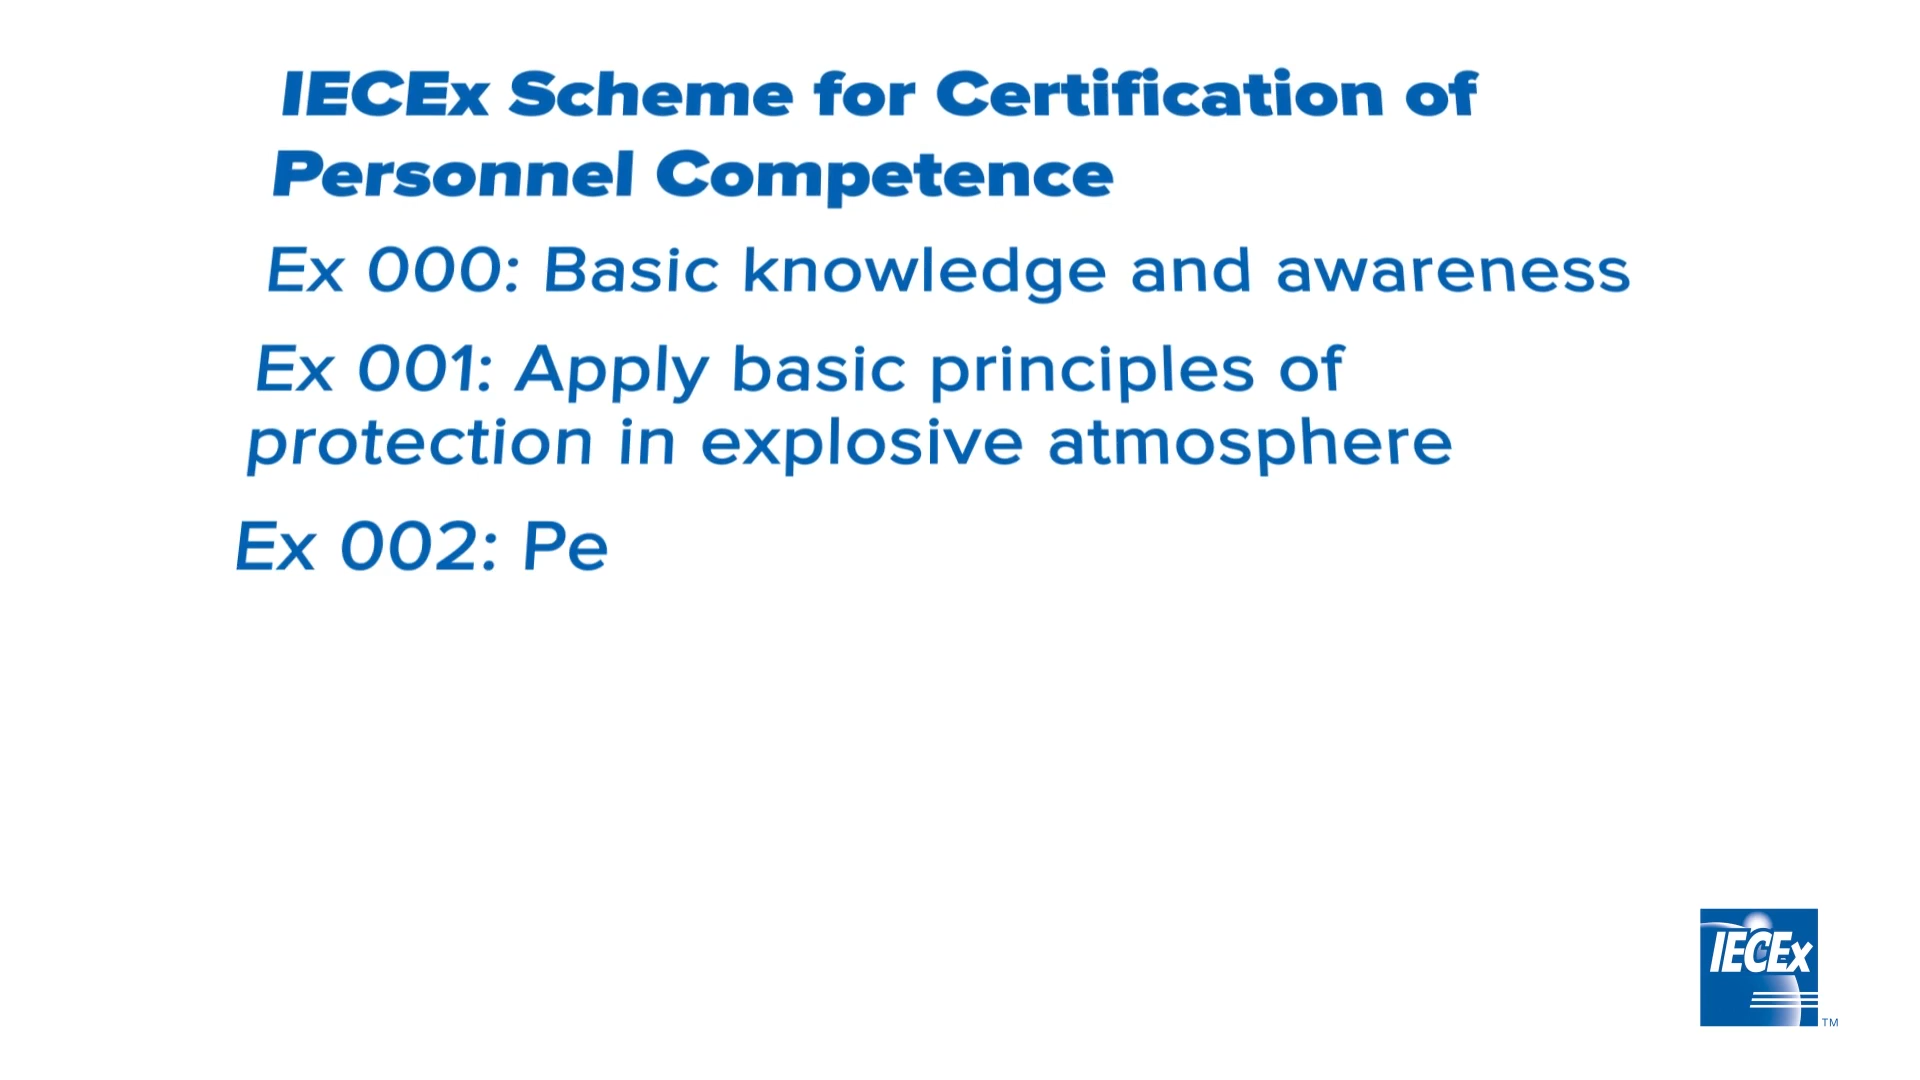 IECEx Scheme for Certification of
Personnel Competence
Ex 000: Basic knowledge and awareness
Ex 001: Apply basic principles of
protection in explosive atmosphere
Ex 002: Pe
IECEx
TM